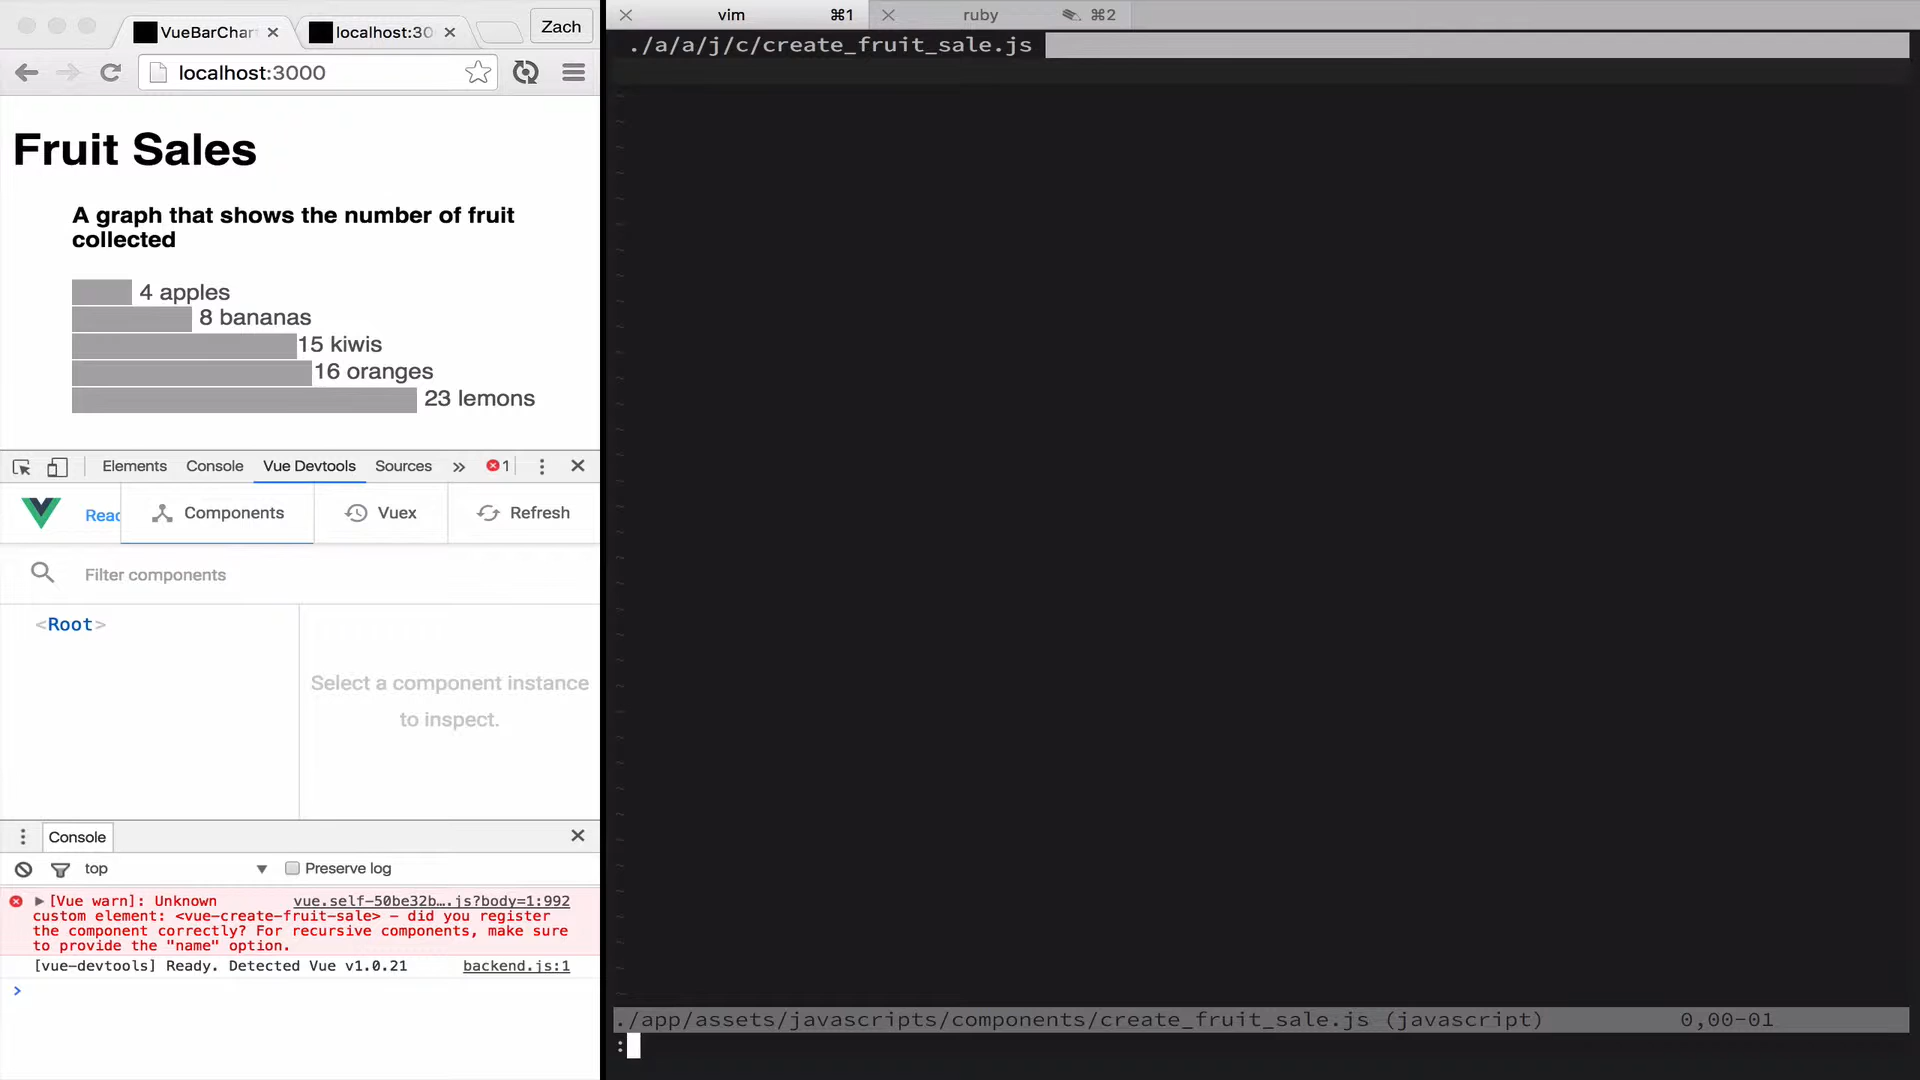 VueBarChar
localhost:30
Zach
localhost:3000
Fruit Sales
A graph that shows the number of fruit
collected
4 apples
8 bananas
15 kiwis
16 oranges
23 lemons
Elements Console Vue Devtools Sources » 1
Read Components Vuex Refresh
Filter components
<Root>
Select a component instance
to inspect.
Console
top Preserve log
[Vue warn]: Unknown vue.self-50be32b….js?body=1:992
custom element: <vue-create-fruit-sale> - did you register
the component correctly? For recursive components, make sure
to provide the "name" option.
[vue-devtools] Ready. Detected Vue v1.0.21 backend.js:1
>
vim ⌘1 ruby ⌘2
./a/a/j/c/create_fruit_sale.js
./app/assets/javascripts/components/create_fruit_sale.js (javascript) 0,00-01
: